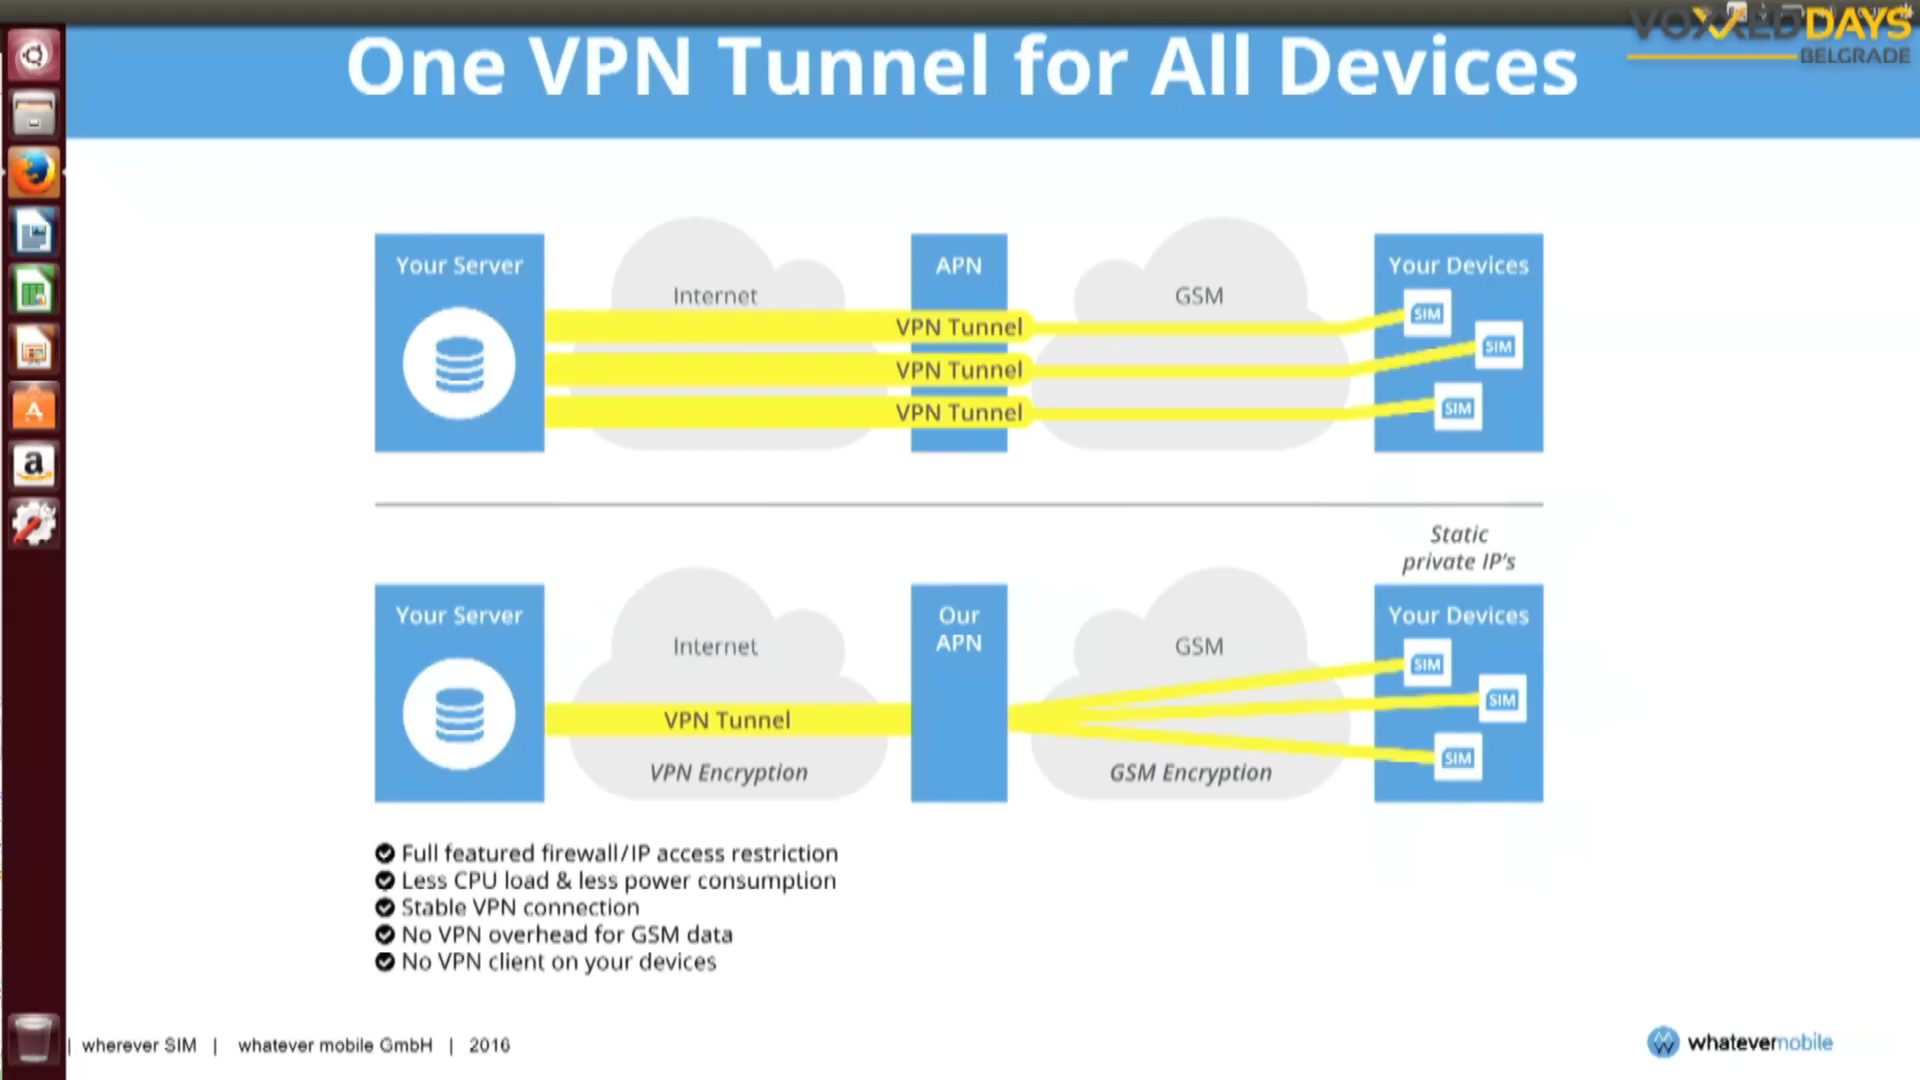 One VPN Tunnel for All Devices
VOXXED DAYS
BELGRADE
Your Server
Internet
APN
GSM
Your Devices
VPN Tunnel
VPN Tunnel
VPN Tunnel
SIM
SIM
SIM
Static
private IP's
Your Server
Internet
Our
APN
GSM
Your Devices
VPN Tunnel
SIM
SIM
SIM
VPN Encryption
GSM Encryption
Full featured firewall/IP access restriction
Less CPU load & less power consumption
Stable VPN connection
No VPN overhead for GSM data
No VPN client on your devices
| wherever SIM | whatever mobile GmbH | 2016
whatevermobile